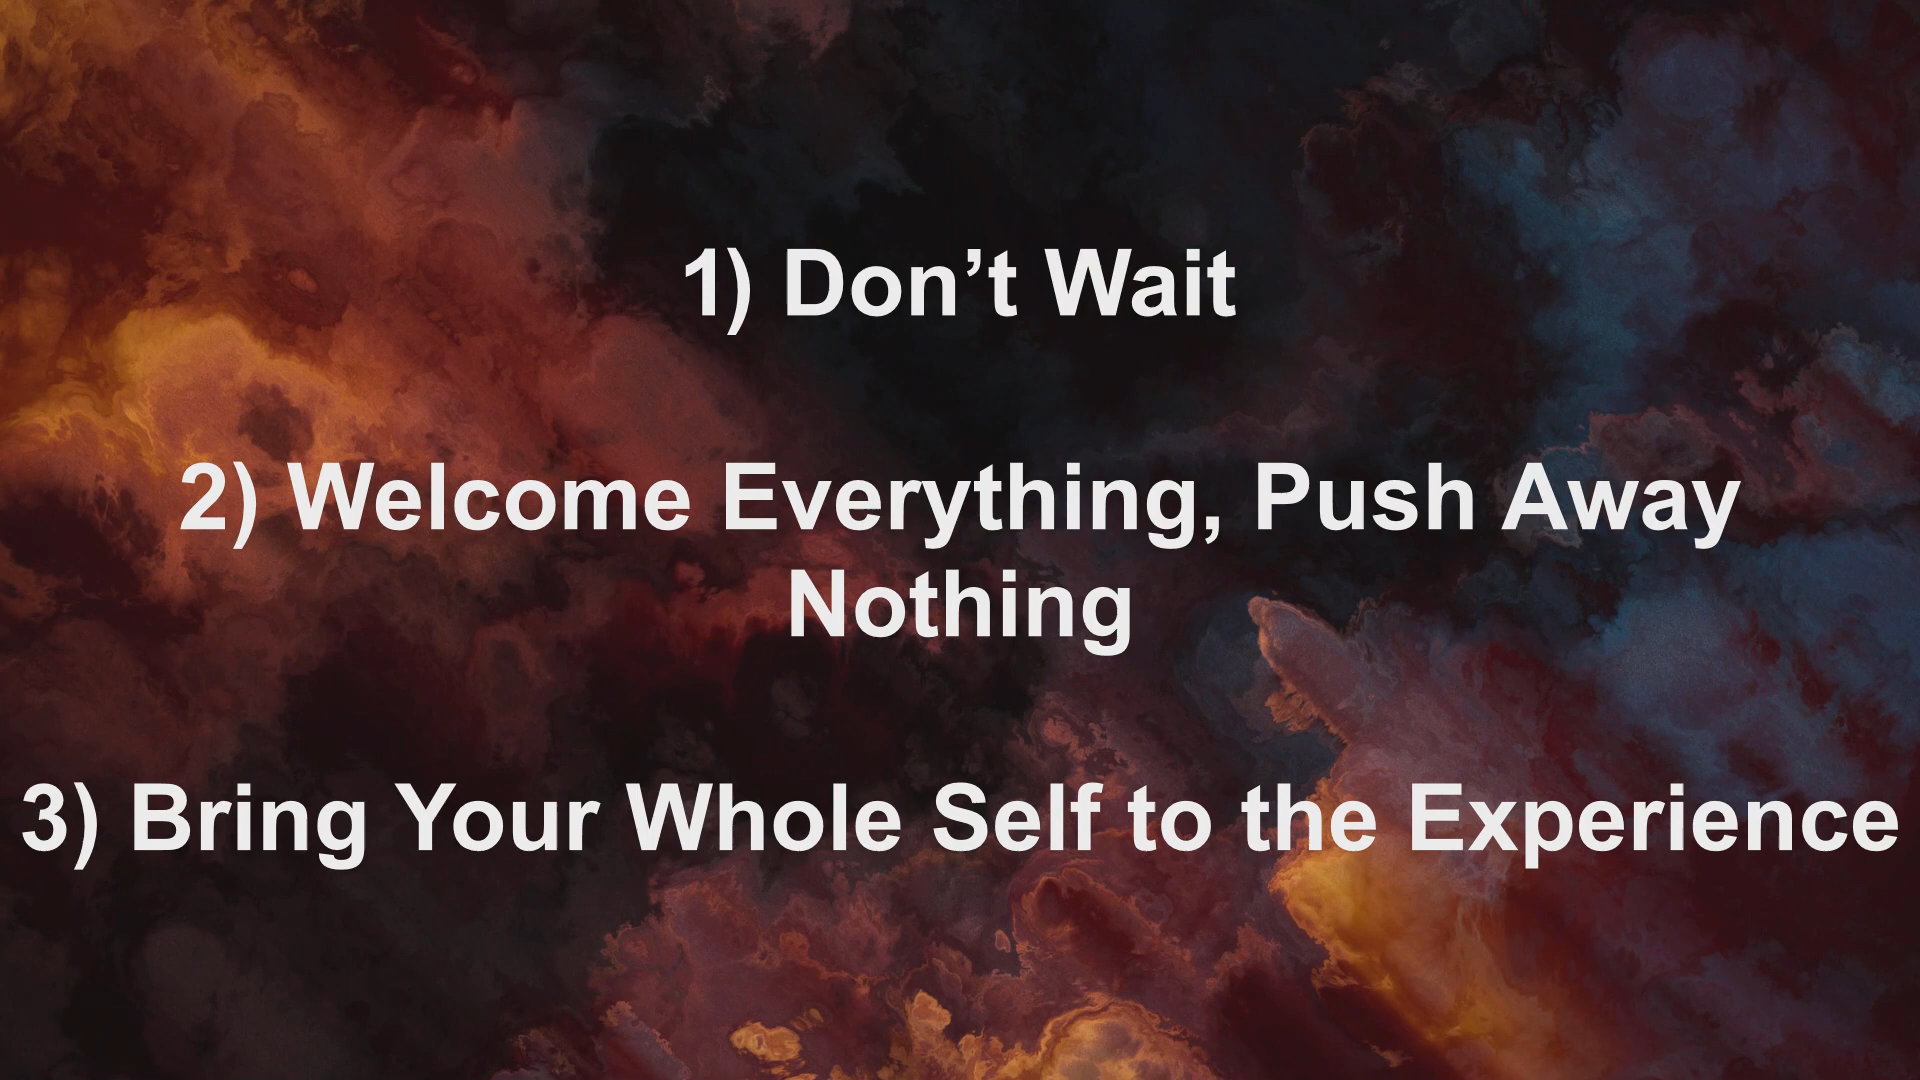 1) Don’t Wait
2) Welcome Everything, Push Away
Nothing
3) Bring Your Whole Self to the Experience